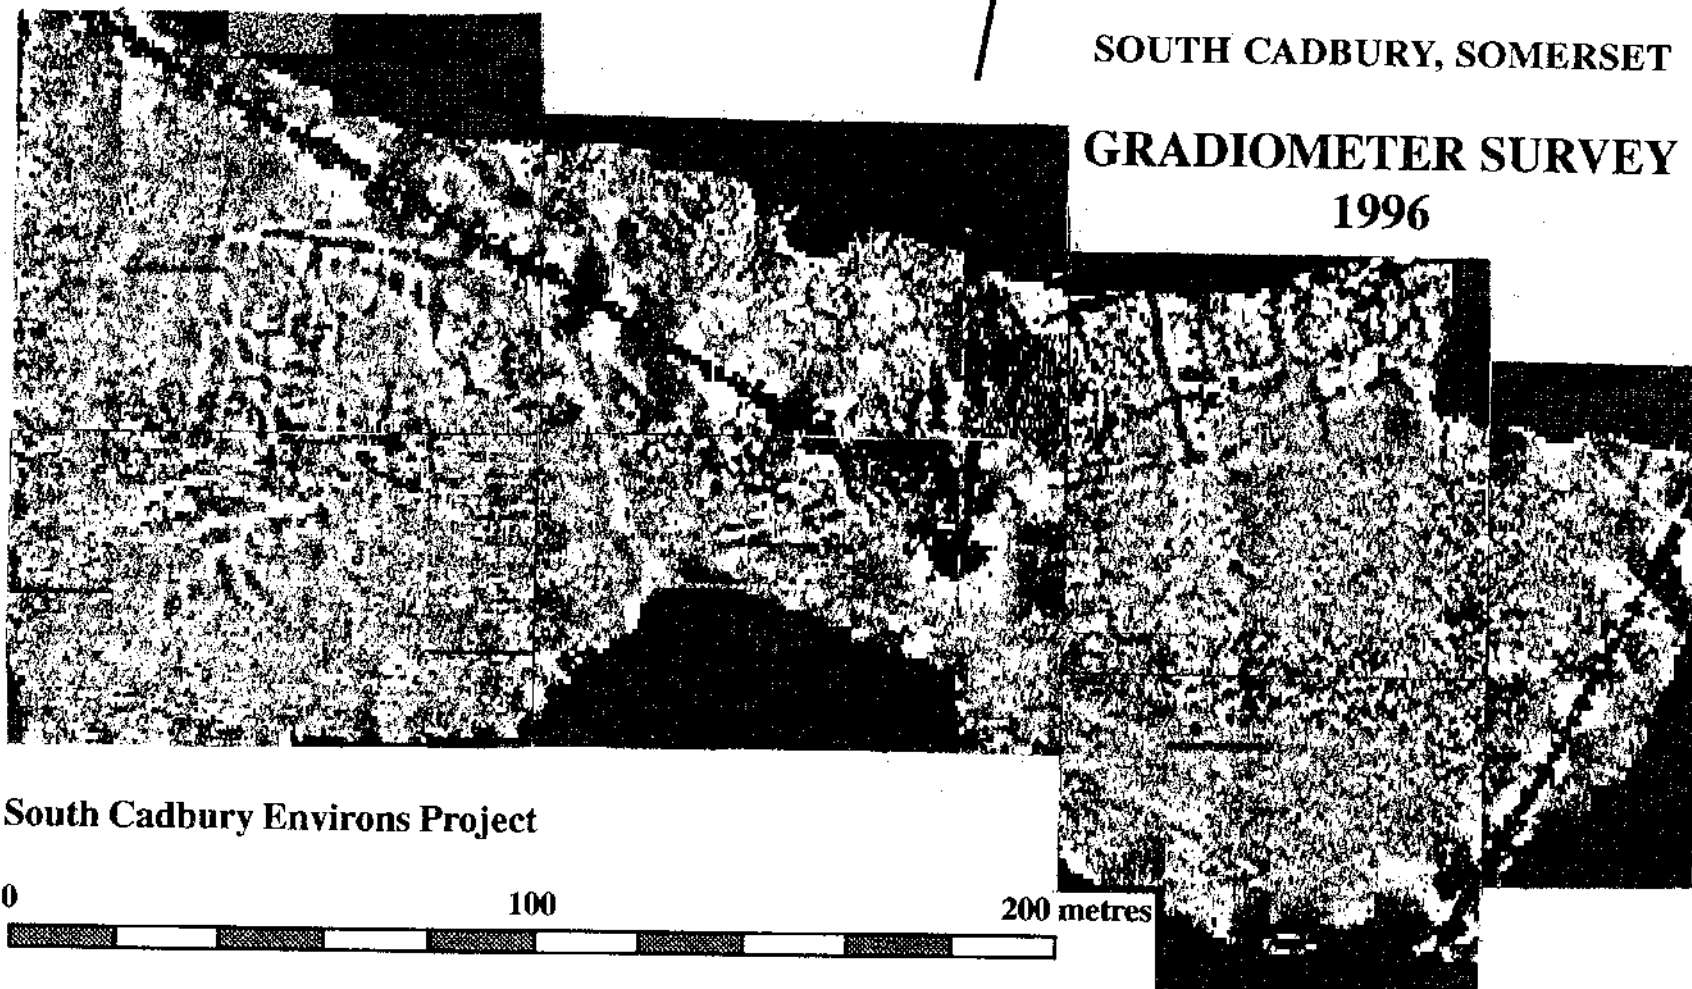 SOUTH CADBURY, SOMERSET
GRADIOMETER SURVEY
1996
South Cadbury Environs Project
0 100 200 metres